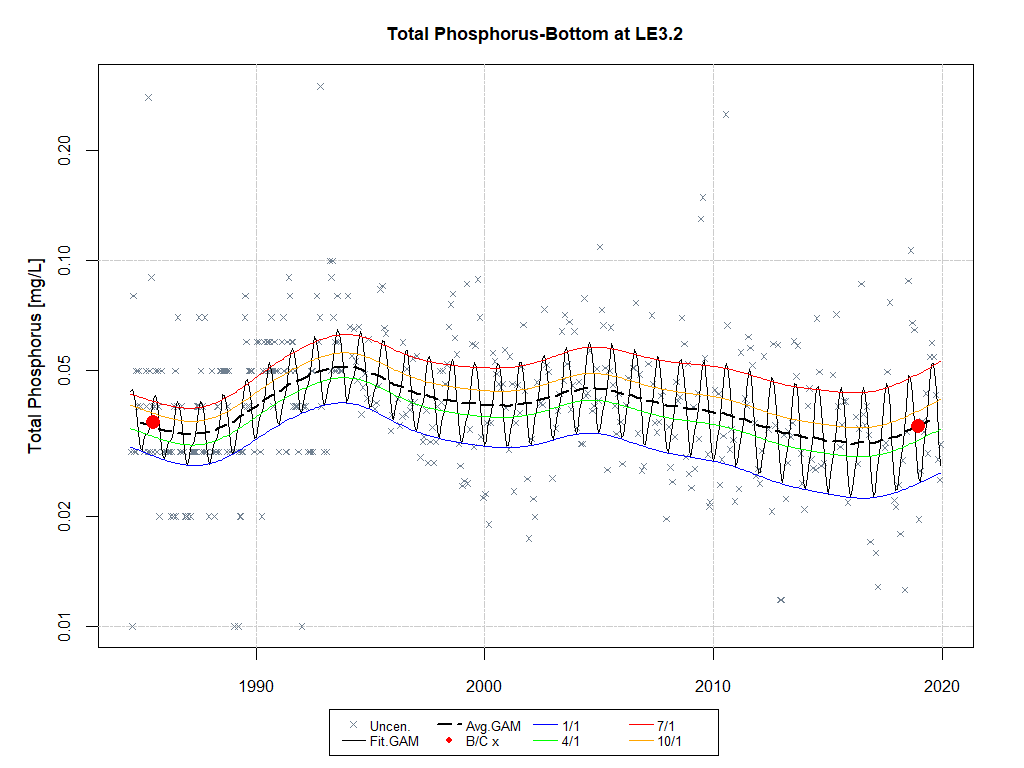 Total Phosphorus-Bottom at LE3.2
Total Phosphorus [mg/L]
0.20
0.10
0.05
0.02
0.01
1990 2000 2010 2020
Uncen. Avg.GAM 1/1 7/1
Fit.GAM B/C x 4/1 10/1